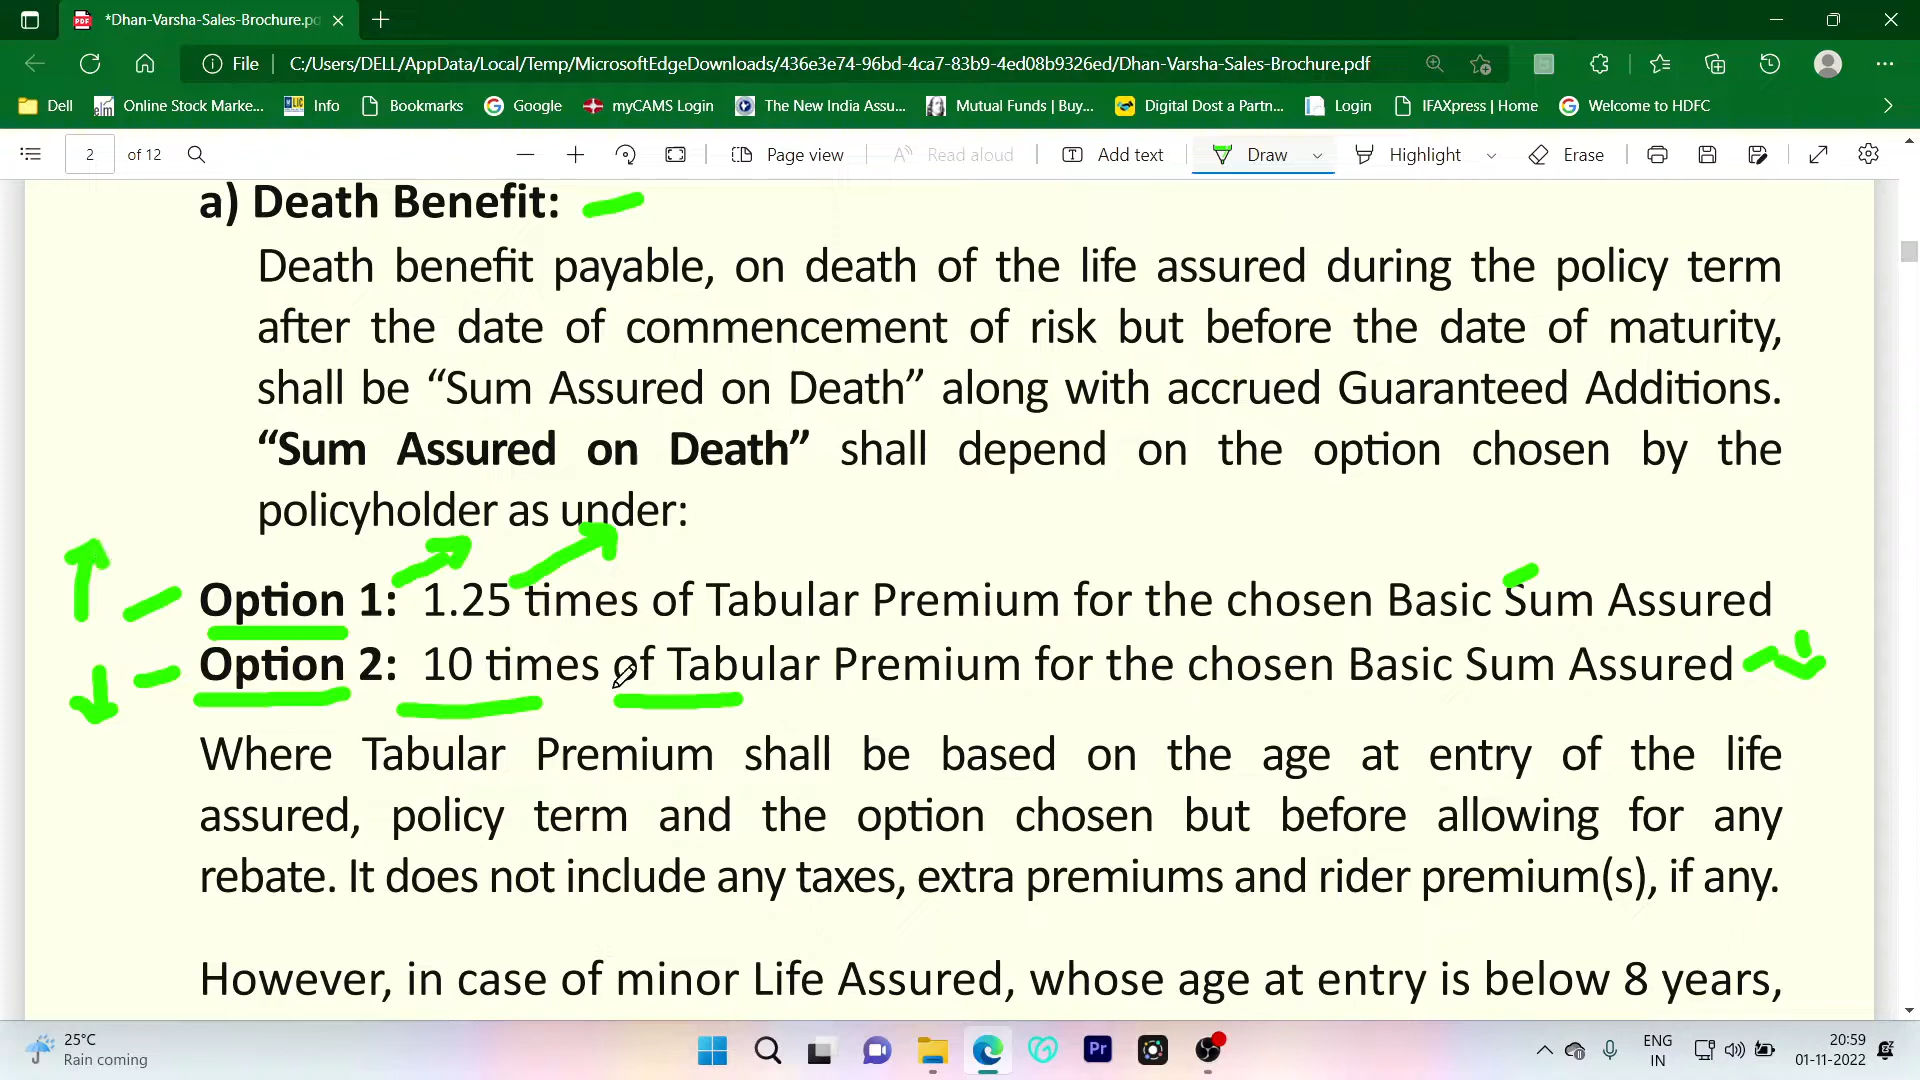 *Dhan-Varsha-Sales-Brochure.pd
File C:/Users/DELL/AppData/Local/Temp/MicrosoftEdgeDownloads/436e3e74-96bd-4ca7-83b9-4ed08b9326ed/Dhan-Varsha-Sales-Brochure.pdf
Dell Online Stock Marke... Info Bookmarks Google myCAMS Login The New India Assu... Mutual Funds | Buy... Digital Dost a Partn... Login IFAXpress | Home Welcome to HDFC
2 of 12 Page view Read aloud Add text Draw Highlight Erase
a) Death Benefit:
Death benefit payable, on death of the life assured during the policy term
after the date of commencement of risk but before the date of maturity,
shall be “Sum Assured on Death” along with accrued Guaranteed Additions.
“Sum Assured on Death” shall depend on the option chosen by the
policyholder as under:
Option 1: 1.25 times of Tabular Premium for the chosen Basic Sum Assured
Option 2: 10 times of Tabular Premium for the chosen Basic Sum Assured
Where Tabular Premium shall be based on the age at entry of the life
assured, policy term and the option chosen but before allowing for any
rebate. It does not include any taxes, extra premiums and rider premium(s), if any.
However, in case of minor Life Assured, whose age at entry is below 8 years,
25°C
Rain coming
Pr
ENG
IN
20:59
01-11-2022